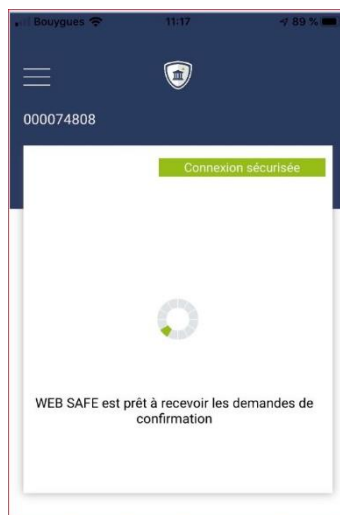 Bouygues 11:17 89 %
000074808
Connexion sécurisée
WEB SAFE est prêt à recevoir les demandes de
confirmation